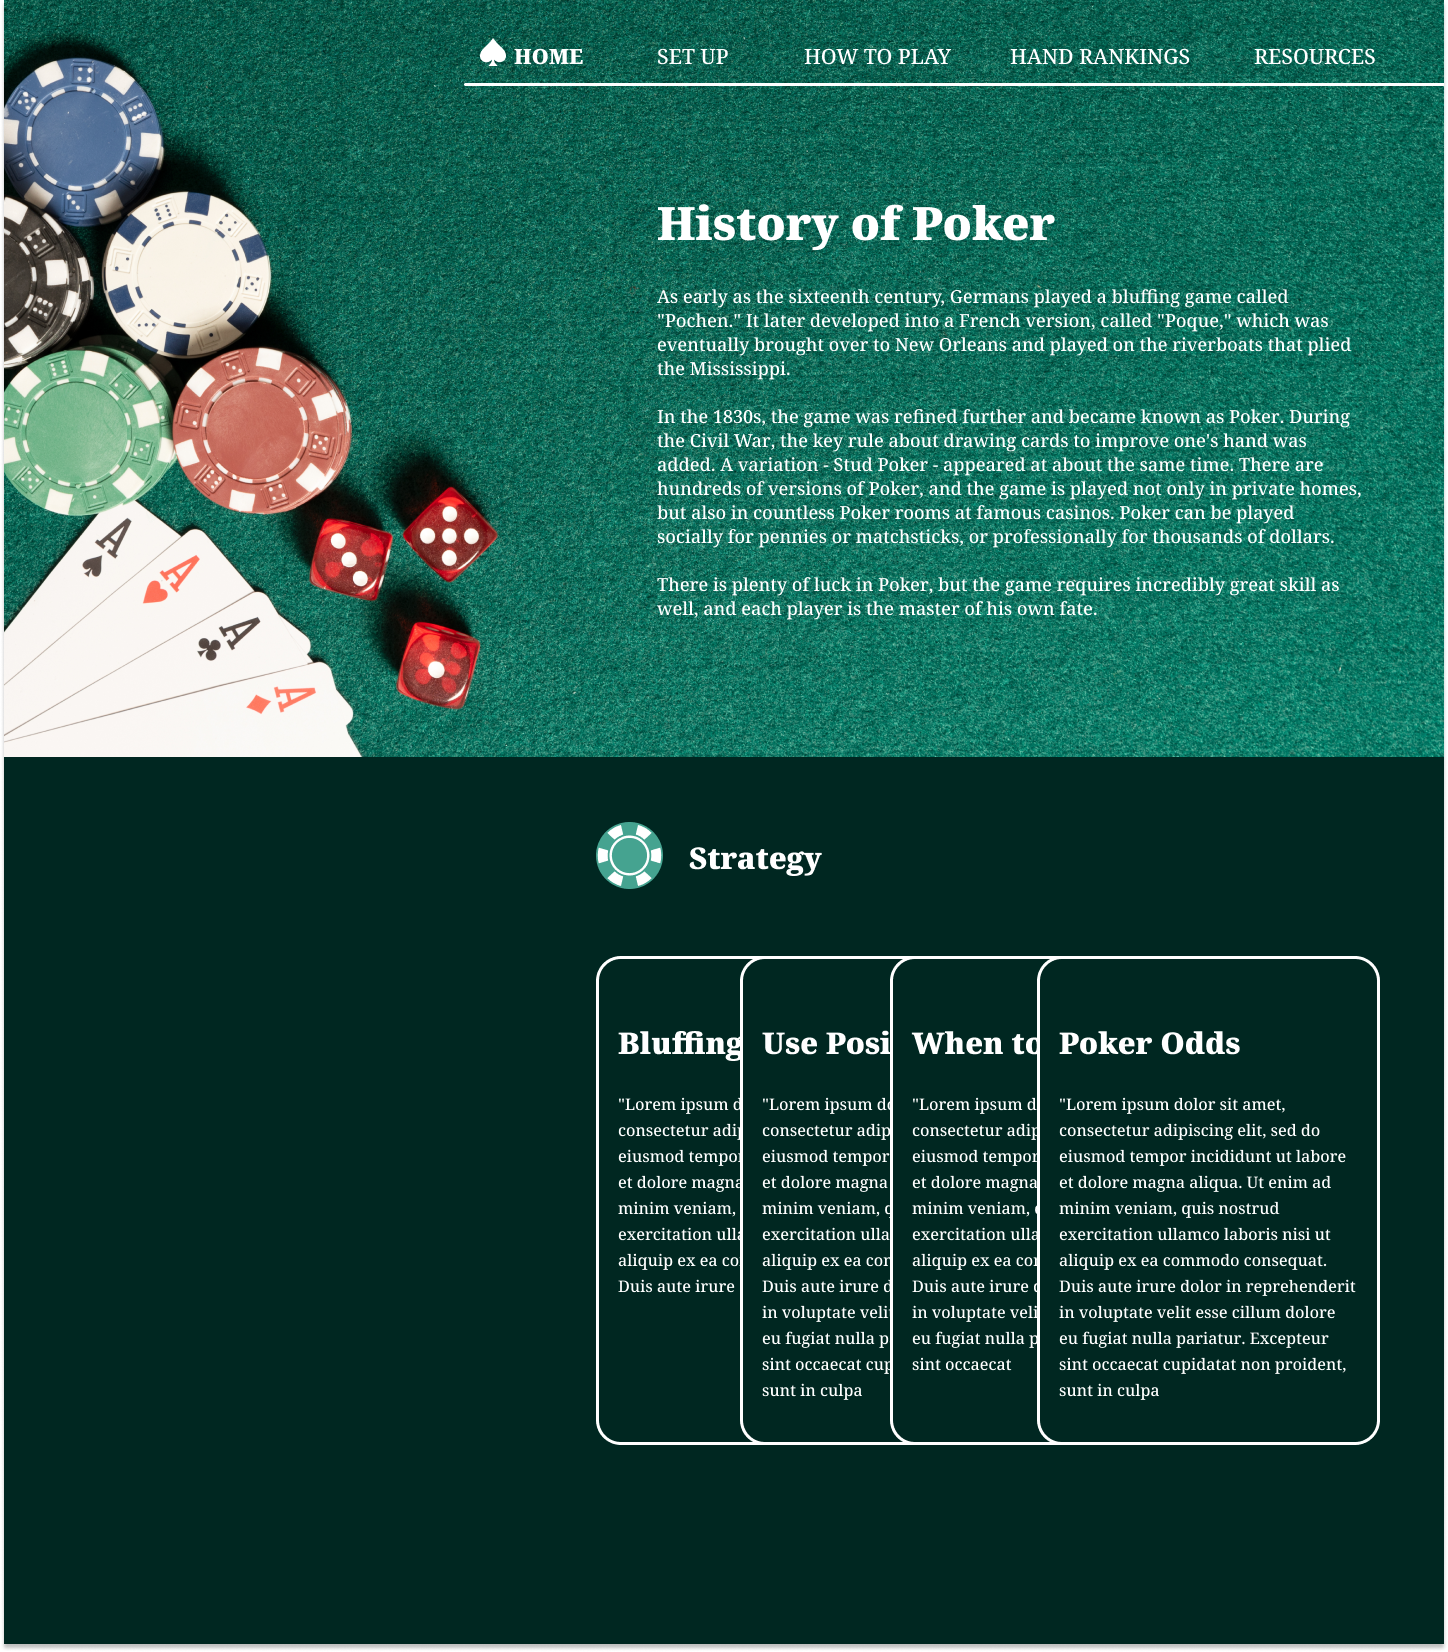 HOME SET UP HOW TO PLAY HAND RANKINGS RESOURCES
History of Poker
As early as the sixteenth century, Germans played a bluffing game called
"Pochen." It later developed into a French version, called "Poque," which was
eventually brought over to New Orleans and played on the riverboats that plied
the Mississippi.
In the 1830s, the game was refined further and became known as Poker. During
the Civil War, the key rule about drawing cards to improve one's hand was
added. A variation - Stud Poker - appeared at about the same time. There are
hundreds of versions of Poker, and the game is played not only in private homes,
but also in countless Poker rooms at famous casinos. Poker can be played
socially for pennies or matchsticks, or professionally for thousands of dollars.
There is plenty of luck in Poker, but the game requires incredibly great skill as
well, and each player is the master of his own fate.
A
A
A
A
Strategy
Bluffing
"Lorem ipsum d
consectetur adip
eiusmod tempor
et dolore magna
minim veniam,
exercitation ulla
aliquip ex ea co
Duis aute irure
Use Posi
"Lorem ipsum do
consectetur adip
eiusmod tempor
et dolore magna
minim veniam, q
exercitation ulla
aliquip ex ea cor
Duis aute irure d
in voluptate veli
eu fugiat nulla p
sint occaecat cup
sunt in culpa
When to
"Lorem ipsum d
consectetur adip
eiusmod tempor
et dolore magna
minim veniam,
exercitation ulla
aliquip ex ea cor
Duis aute irure d
in voluptate veli
eu fugiat nulla p
sint occaecat
Poker Odds
"Lorem ipsum dolor sit amet,
consectetur adipiscing elit, sed do
eiusmod tempor incididunt ut labore
et dolore magna aliqua. Ut enim ad
minim veniam, quis nostrud
exercitation ullamco laboris nisi ut
aliquip ex ea commodo consequat.
Duis aute irure dolor in reprehenderit
in voluptate velit esse cillum dolore
eu fugiat nulla pariatur. Excepteur
sint occaecat cupidatat non proident,
sunt in culpa